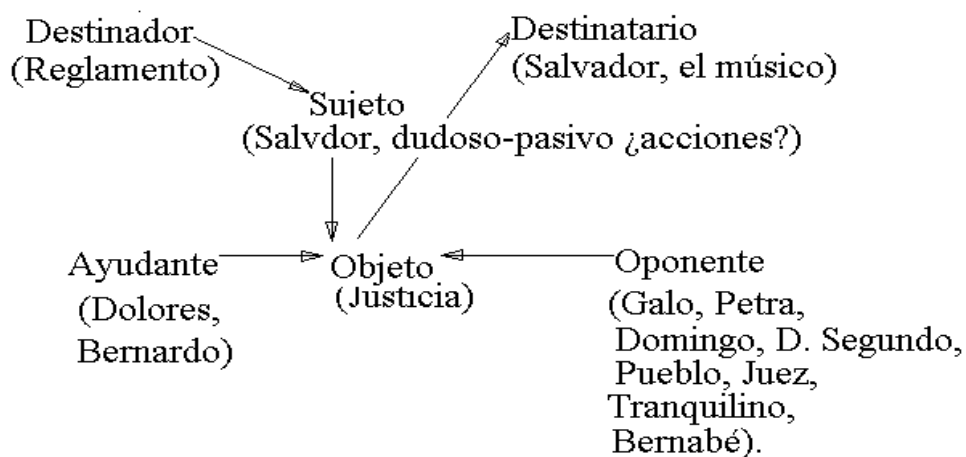 Destinador
(Reglamento)
Destinatario
(Salvador, el músico)
Sujeto
(Salvdor, dudoso-pasivo ¿acciones?)
Ayudante
(Dolores,
Bernardo)
Objeto
(Justicia)
Oponente
(Galo, Petra,
Domingo, D. Segundo,
Pueblo, Juez,
Tranquilino,
Bernabé).